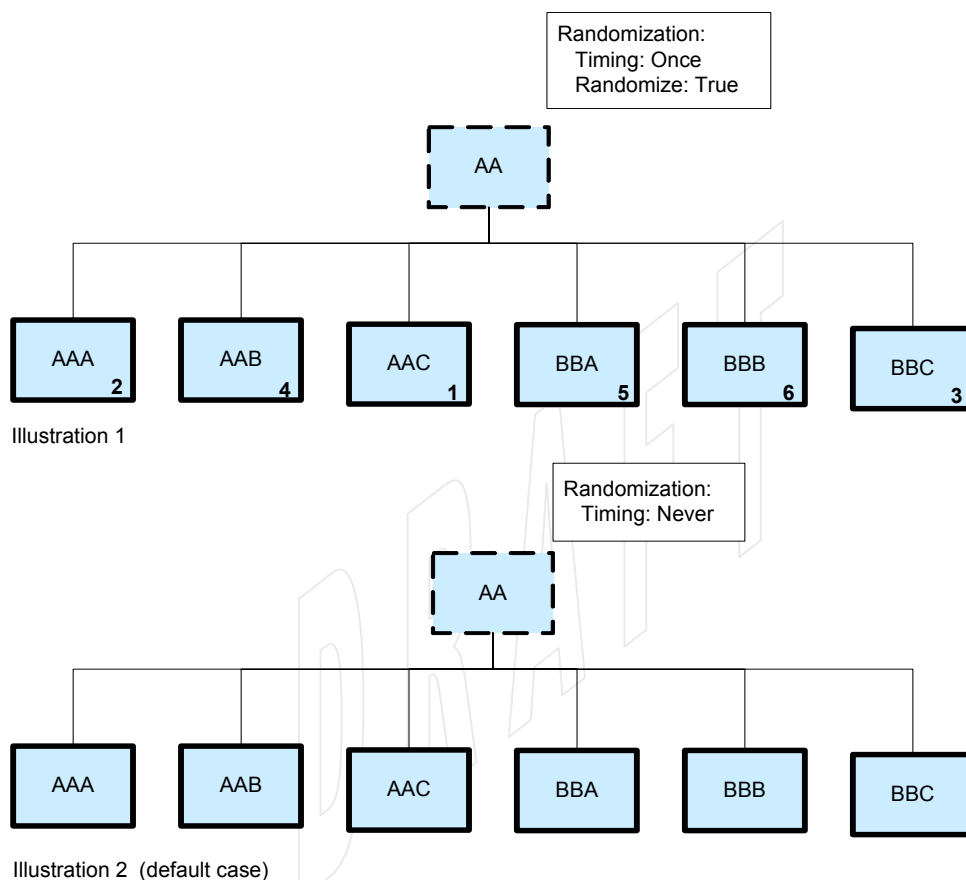 Randomization:
Timing: Once
Randomize: True
AA
AAA
2
AAB
4
AAC
1
BBA
5
BBB
6
BBC
3
Illustration 1
Randomization:
Timing: Never
AA
AAA
AAB
AAC
BBA
BBB
BBC
Illustration 2 (default case)
DRAFT